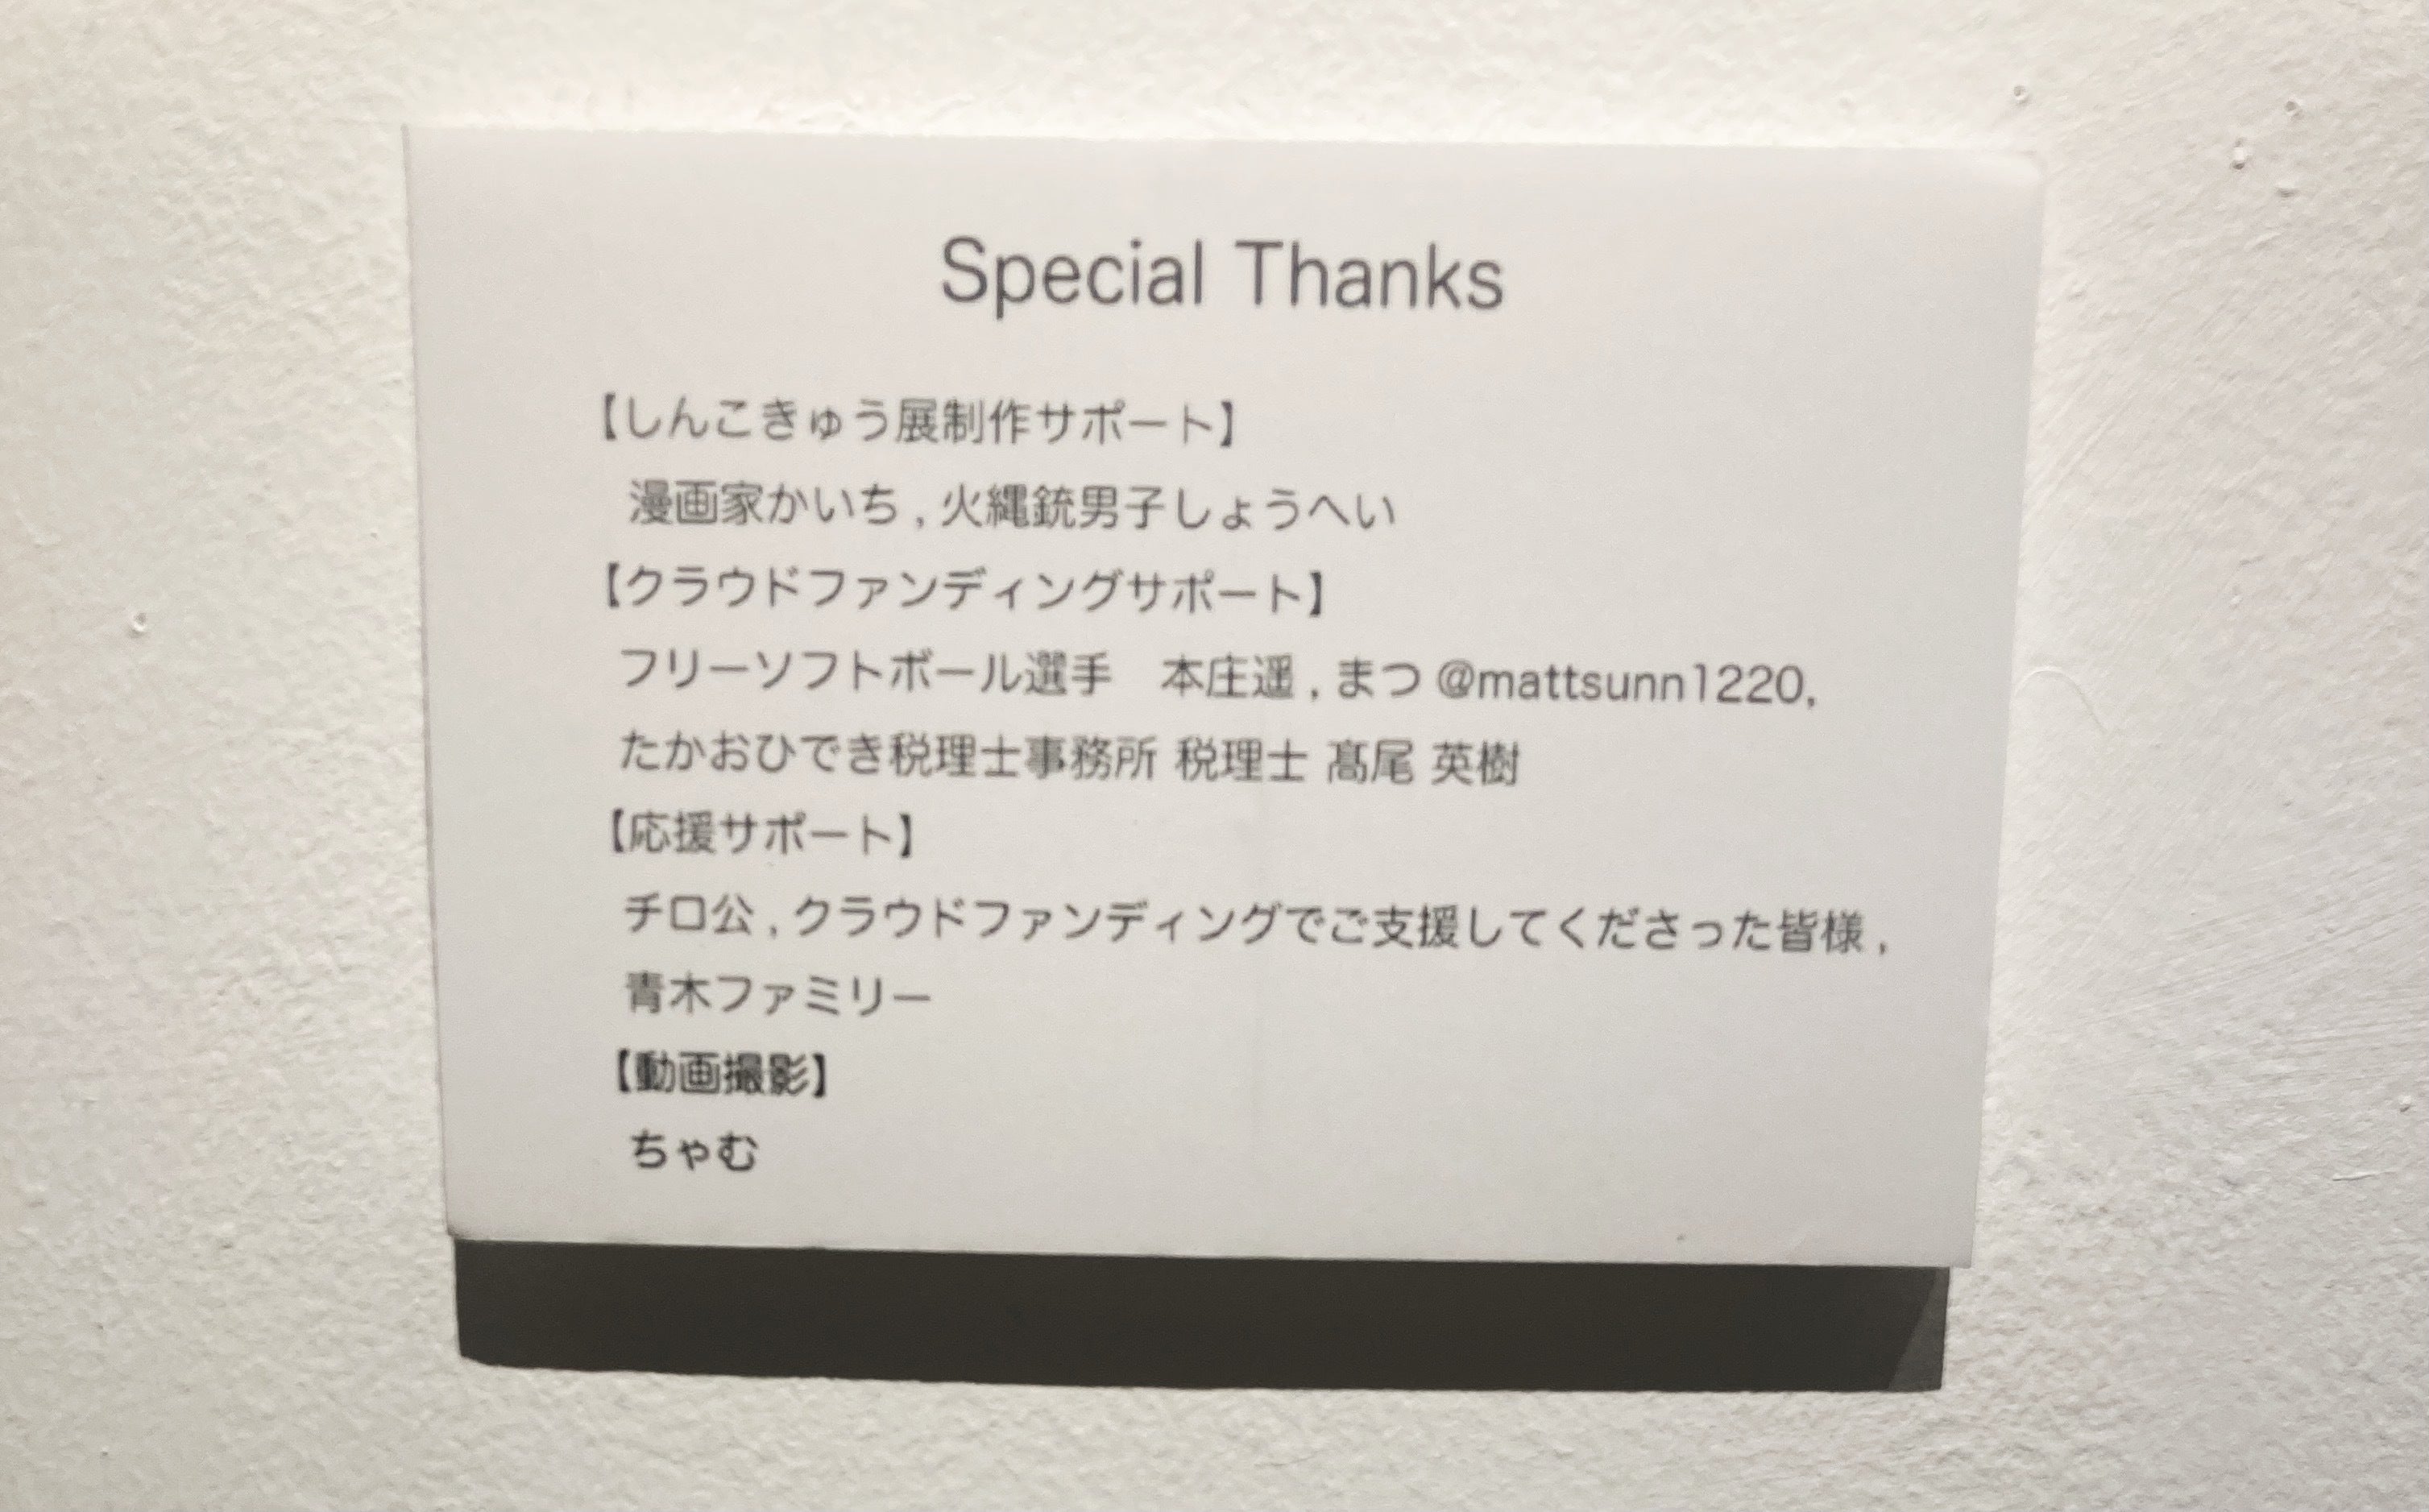 Special Thanks
【しんこきゅう展制作サポート】
漫画家かいち , 火縄銃男子しょうへい
【クラウドファンディングサポート】
フリーソフトボール選手　本庄遥 , まつ @mattsunn1220,
たかおひでき税理士事務所 税理士 髙尾 英樹
【応援サポート】
チロ公 , クラウドファンディングでご支援してくださった皆様 ,
青木ファミリー
【動画撮影】
ちゃむ